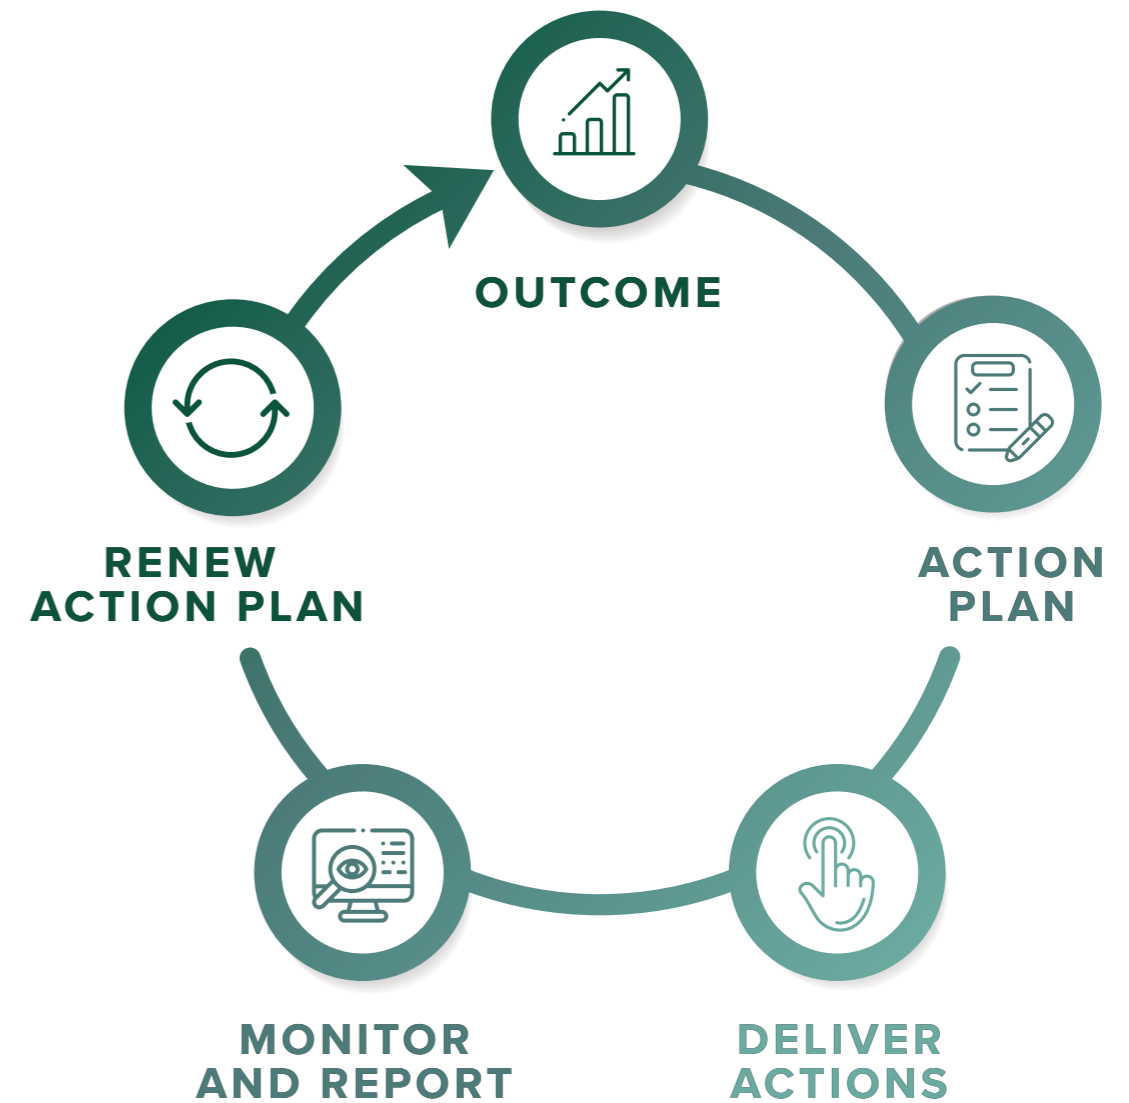 OUTCOME
ACTION
PLAN
DELIVER
ACTIONS
MONITOR
AND REPORT
RENEW
ACTION PLAN